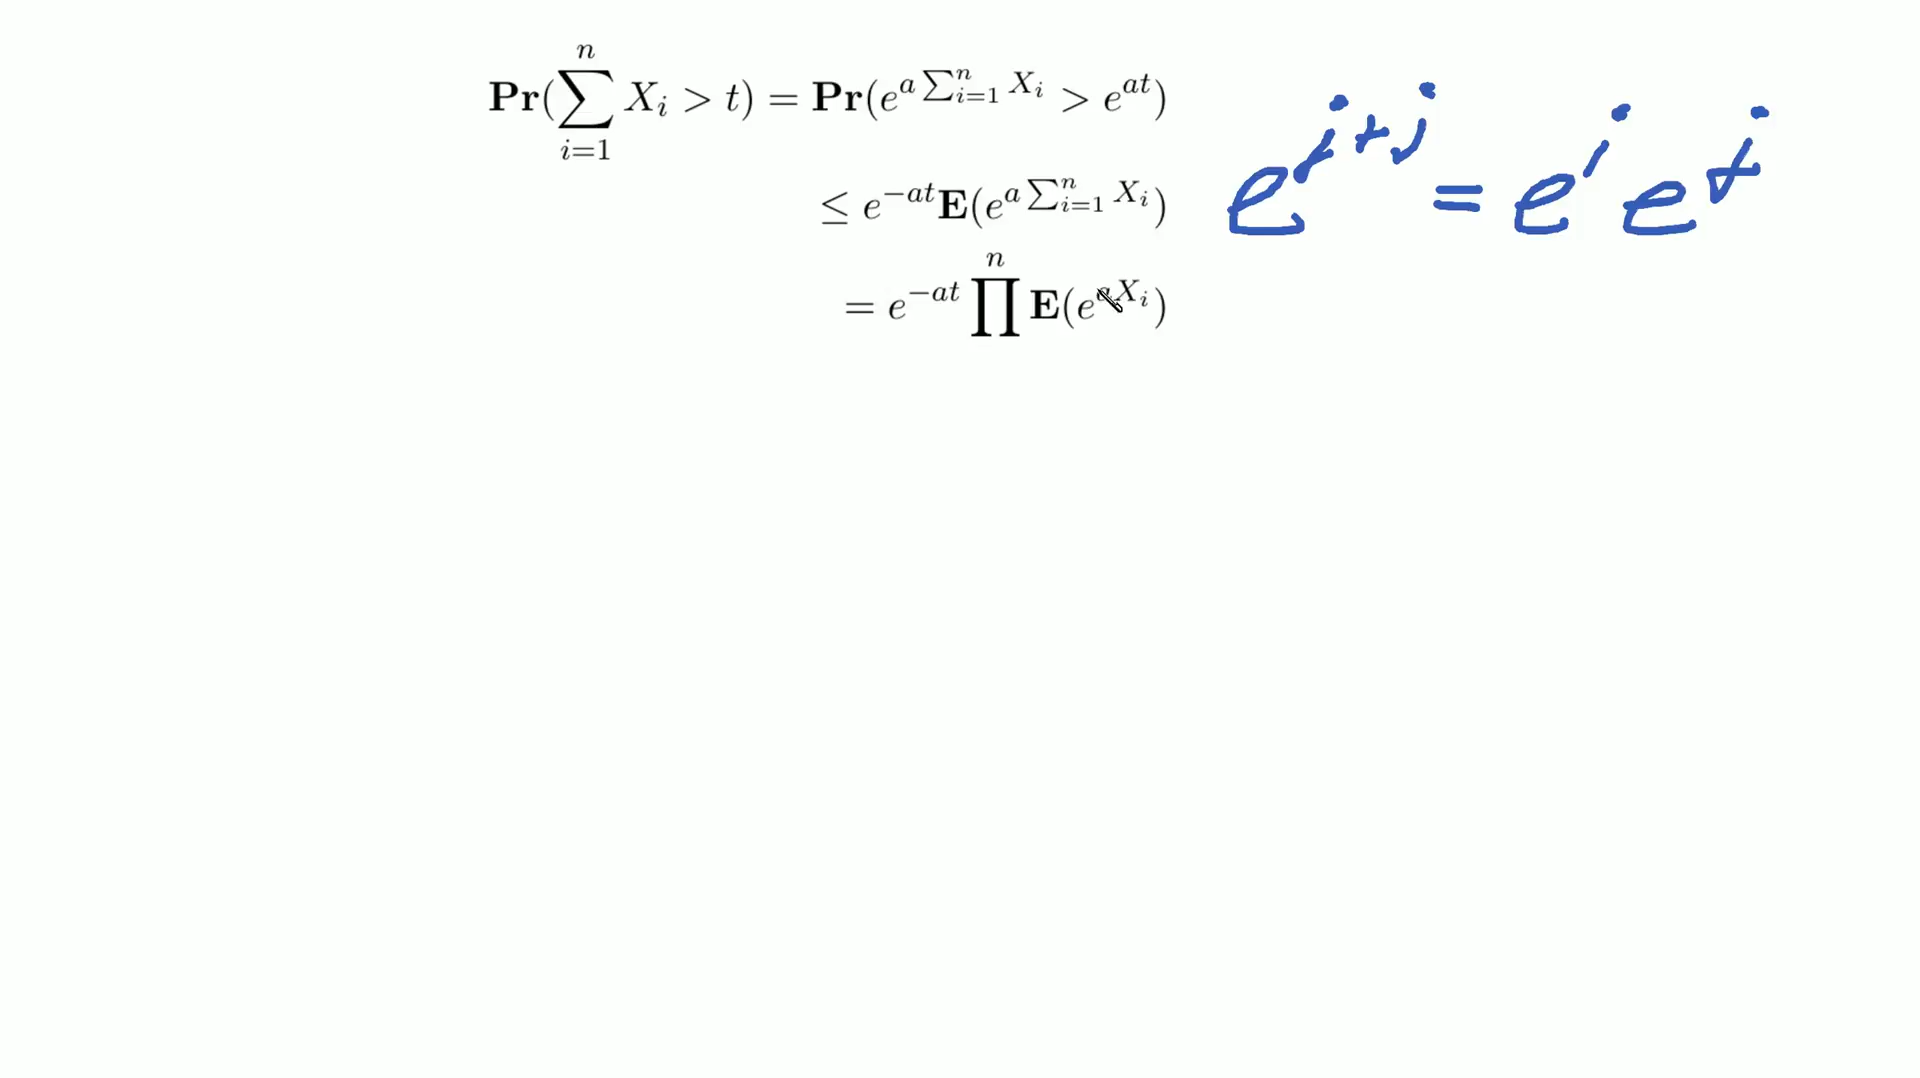 Pr(∑_{i=1}^{n} X_i > t) = Pr(e^{a ∑_{i=1}^{n} X_i} > e^{at})
≤ e^{-at} E(e^{a ∑_{i=1}^{n} X_i})
e^{i+j} = e^i e^j
= e^{-at} ∏^{n} E(e^{aX_i})